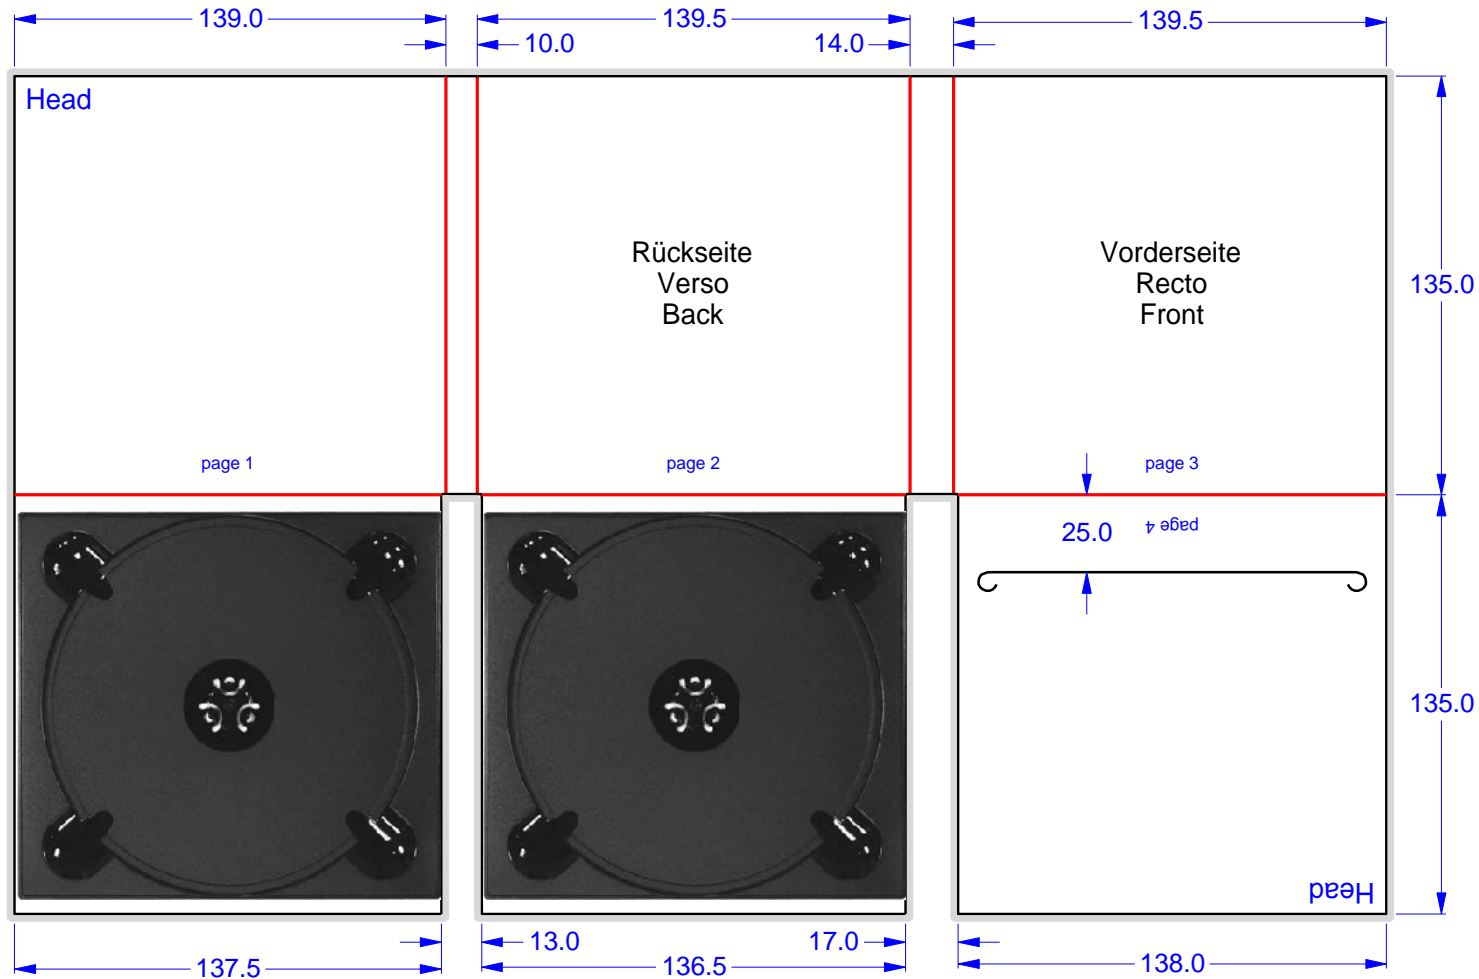 139.0
139.5
139.5
10.0
14.0
Head
Rückseite
Verso
Back
Vorderseite
Recto
Front
135.0
page 1
page 2
page 3
25.0
page 4
135.0
Head
13.0
17.0
137.5
136.5
138.0